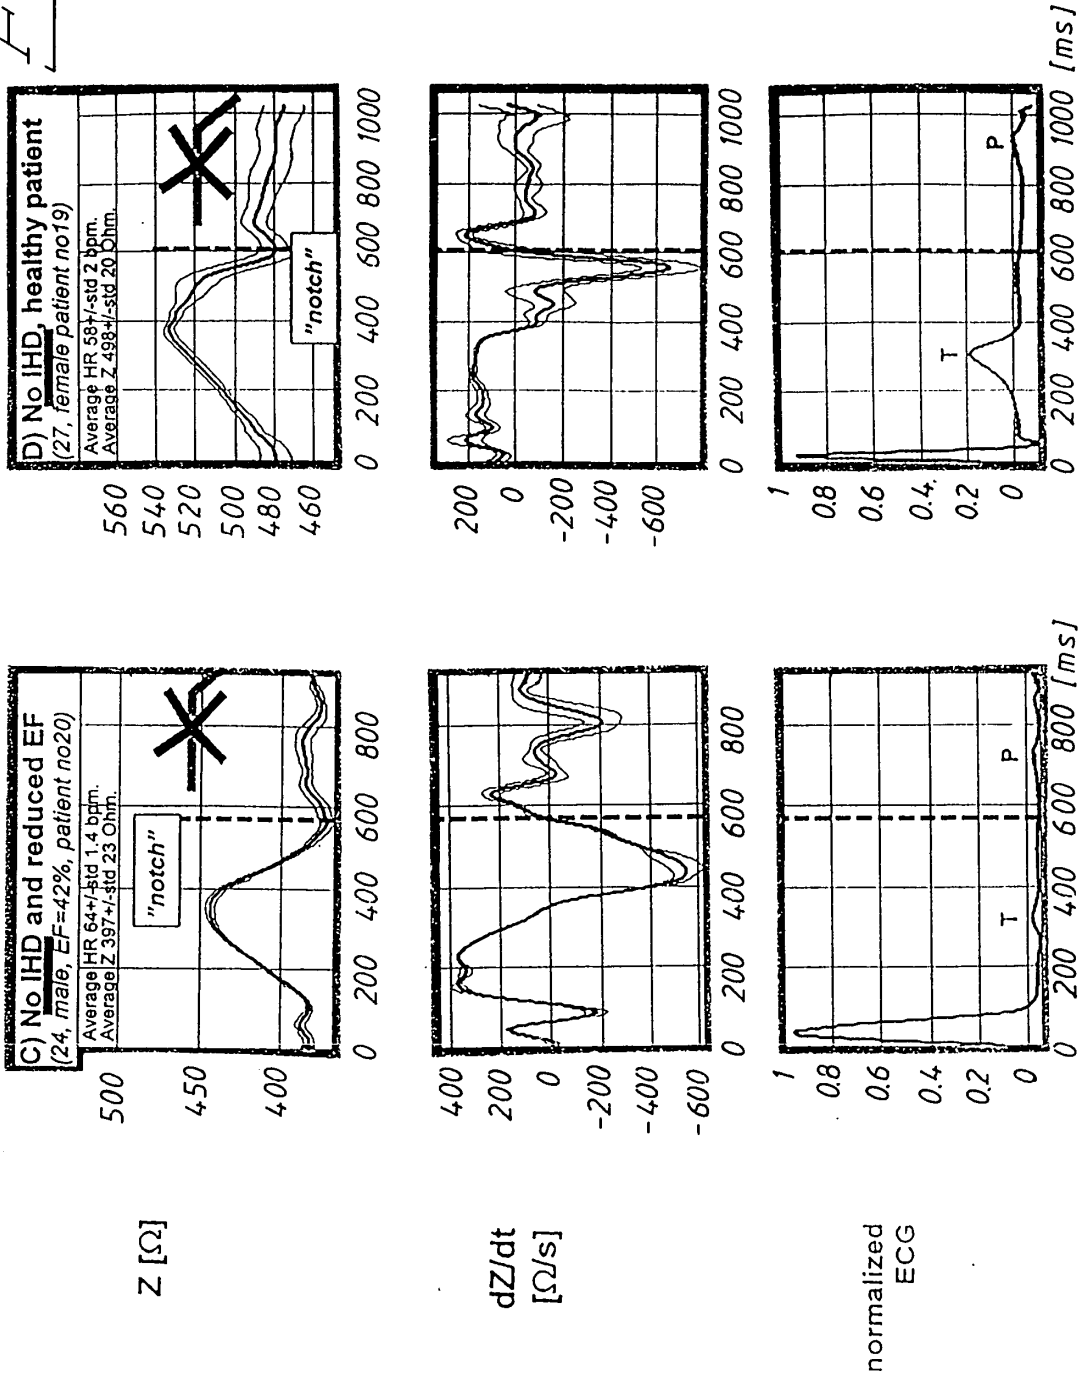 C) No IHD and reduced EF
(24, male, EF=42%, patient no20)
Average HR 64+/-std 1.4 bpm.
Average Z 397+/-std 23 Ohm.
"notch"
Z [Ω]
500
450
400
0 200 400 600 800
dZ/dt
[Ω/s]
400
200
0
-200
-400
-600
0 200 400 600 800
normalized
ECG
1
0.8
0.6
0.4
0.2
0
T
P
0 200 400 600 800 [ms]
D) No IHD, healthy patient
(27, female patient no19)
Average HR 58+/-std 2 bpm.
Average Z 498+/-std 20 Ohm.
"notch"
560
540
520
500
480
460
0 200 400 600 800 1000
200
0
-200
-400
-600
0 200 400 600 800 1000
1
0.8
0.6
0.4.
0.2
0
T
P
0 200 400 600 800 1000 [ms]